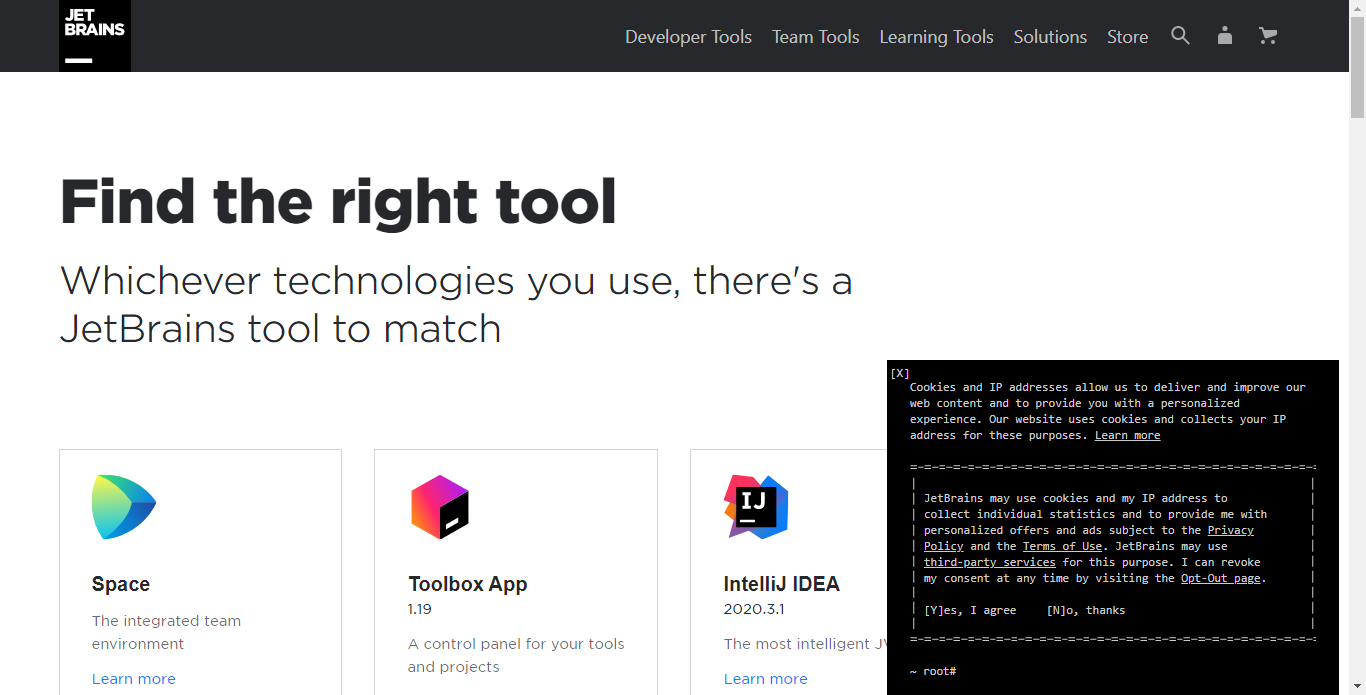 JET
BRAINS
Developer Tools Team Tools Learning Tools Solutions Store
Find the right tool
Whichever technologies you use, there's a
JetBrains tool to match
Space
The integrated team
environment
Learn more
Toolbox App
1.19
A control panel for your tools
and projects
IJ
IntelliJ IDEA
2020.3.1
The most intelligent
Learn more
[X]
Cookies and IP addresses allow us to deliver and improve our
web content and to provide you with a personalized
experience. Our website uses cookies and collects your IP
address for these purposes. Learn more
JetBrains may use cookies and my IP address to
collect individual statistics and to provide me with
personalized offers and ads subject to the Privacy
Policy and the Terms of Use. JetBrains may use
third-party services for this purpose. I can revoke
my consent at any time by visiting the Opt-Out page.
[Y]es, I agree [N]o, thanks
~ root#